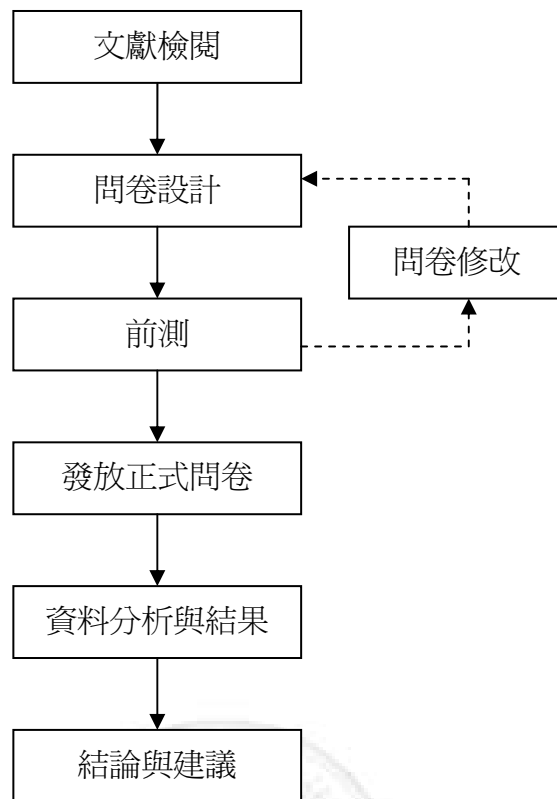 文獻檢閱
問卷設計
問卷修改
前測
發放正式問卷
資料分析與結果
結論與建議